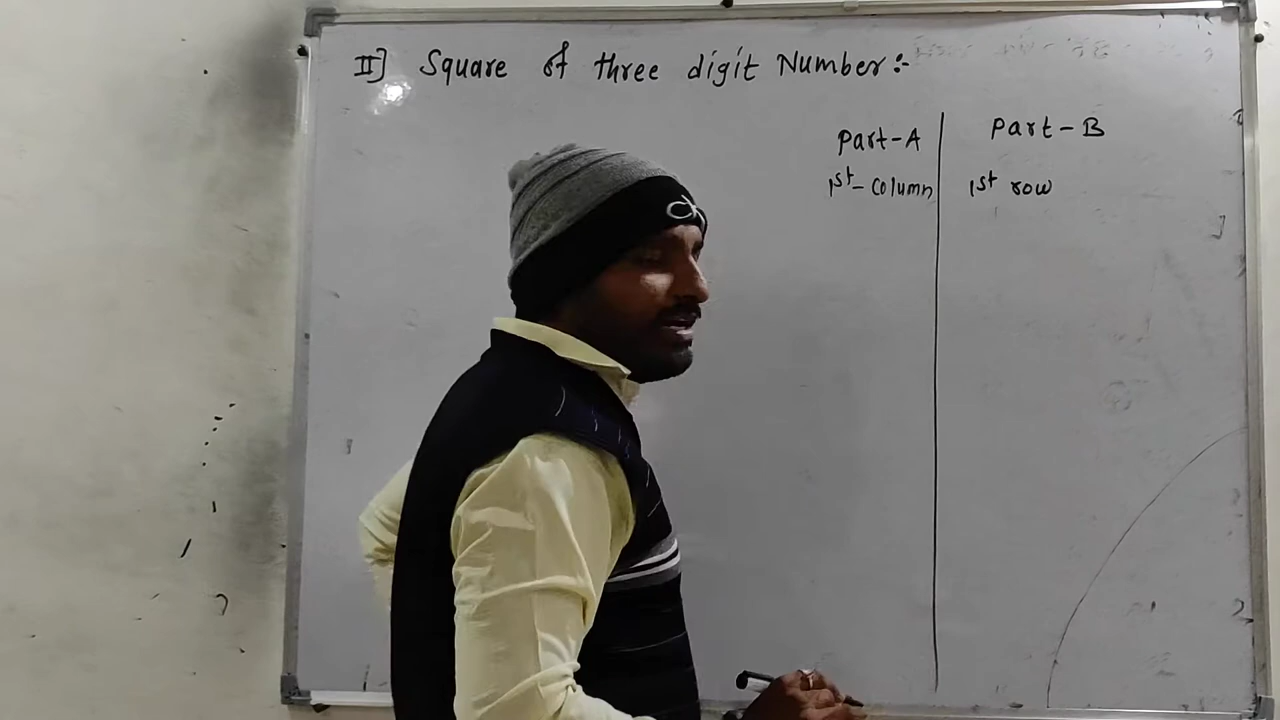 II] Square of three digit Number:-
Part-A
Part-B
1st-Column
1st row